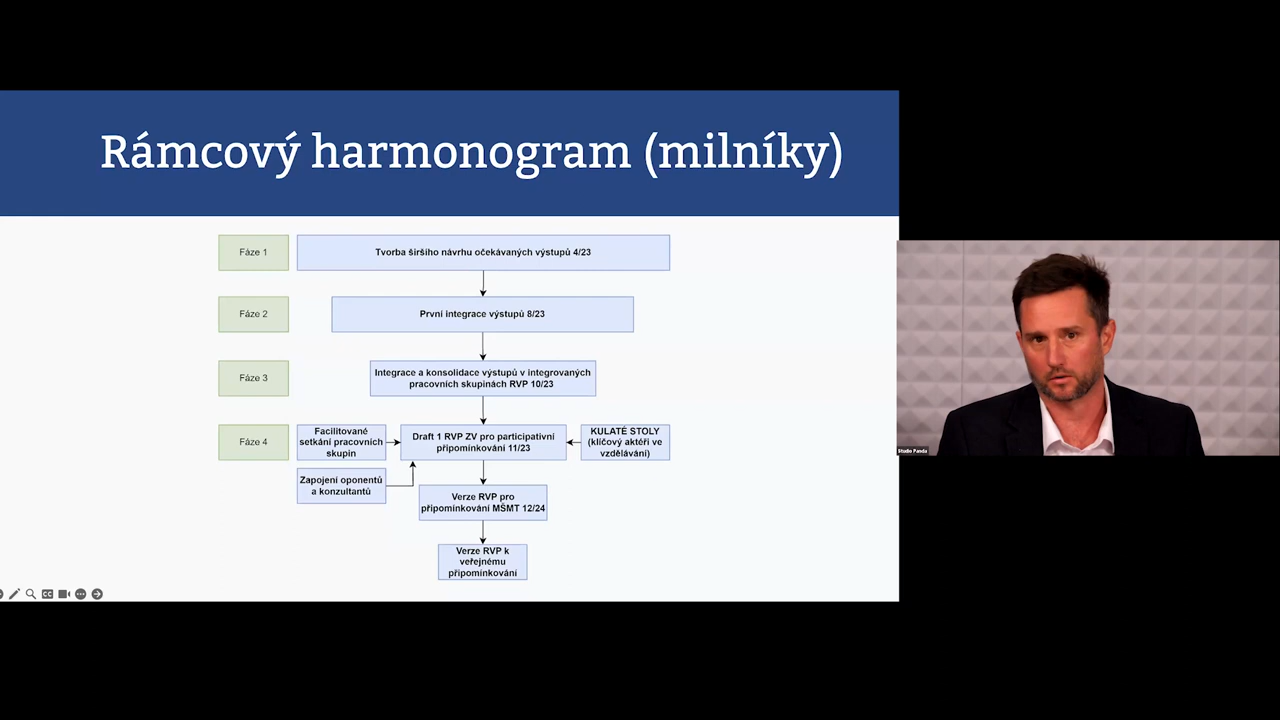 Rámcový harmonogram (milníky)
Fáze 1
Tvorba širšího návrhu očekávaných výstupů 4/23
Fáze 2
První integrace výstupů 8/23
Fáze 3
Integrace a konsolidace výstupů v integrovaných
pracovních skupinách RVP 10/23
Fáze 4
Facilitované
setkání pracovních
skupin
Draft 1 RVP ZV pro participativní
připomínkování 11/23
KULATÉ STOLY
(klíčoví aktéři ve
vzdělávání)
Zapojení oponentů
a konzultantů
Verze RVP pro
připomínkování MŠMT 12/24
Verze RVP k
veřejnému
připomínkování
CC
Studio Panda